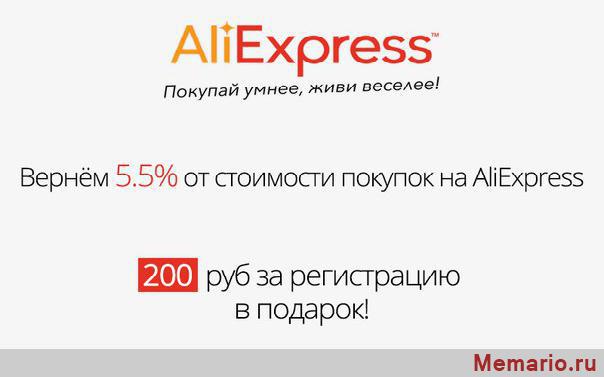 AliExpress™
Покупай умнее, живи веселее!
Вернём 5.5% от стоимости покупок на AliExpress
200 руб за регистрацию
в подарок!
Memario.ru